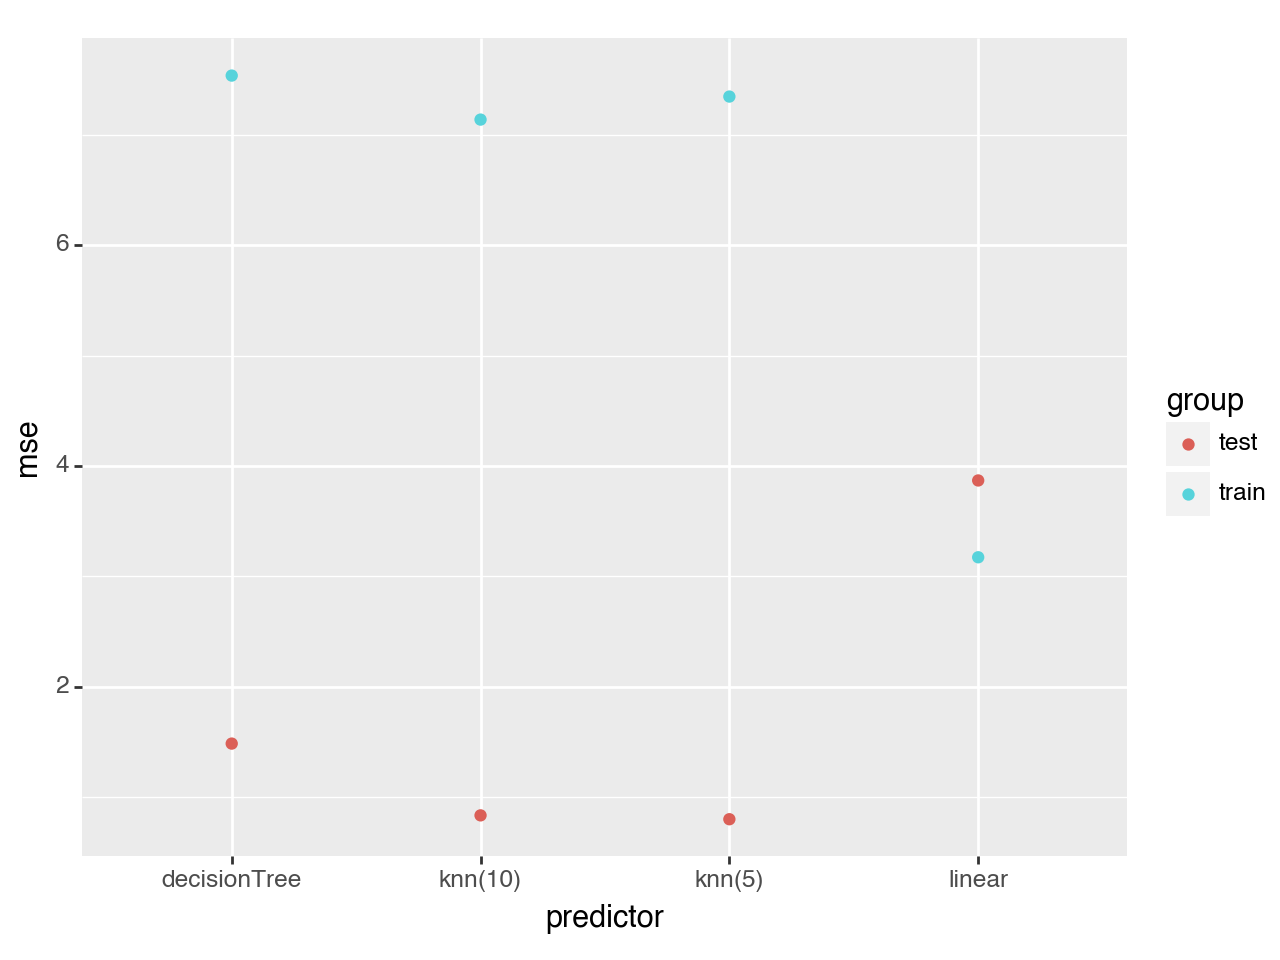 6
4
2
mse
decisionTree
knn(10)
knn(5)
linear
predictor
group
test
train